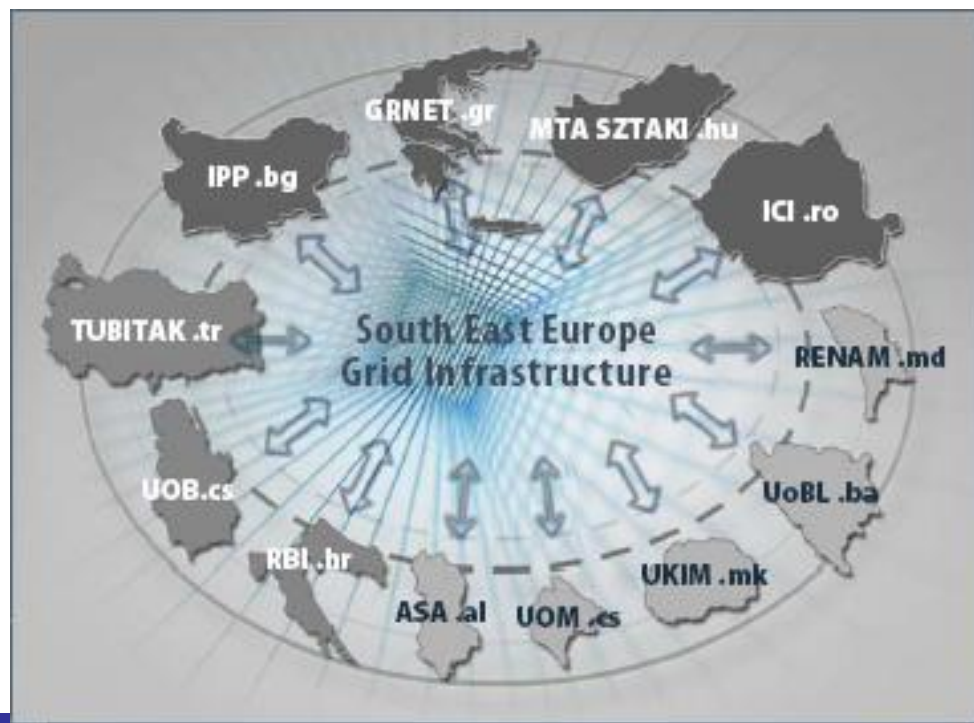 GRNET .gr
MTA SZTAKI .hu
IPP .bg
ICI .ro
TUBITAK .tr
South East Europe
Grid Infrastructure
RENAM .md
UOB.cs
UoBL .ba
RBI .hr
UKIM .mk
ASA .al
UOM .cs